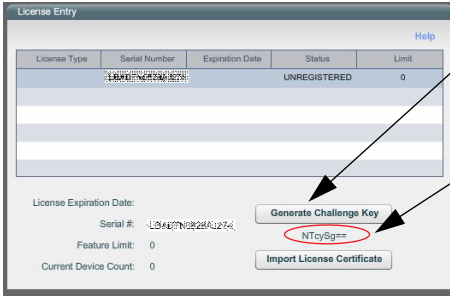 License Entry
Help
License Type Serial Number Expiration Date Status Limit
UNREGISTERED 0
License Expiration Date:
Serial #:
Feature Limit: 0
Current Device Count: 0
Generate Challenge Key
NTcySg==
Import License Certificate